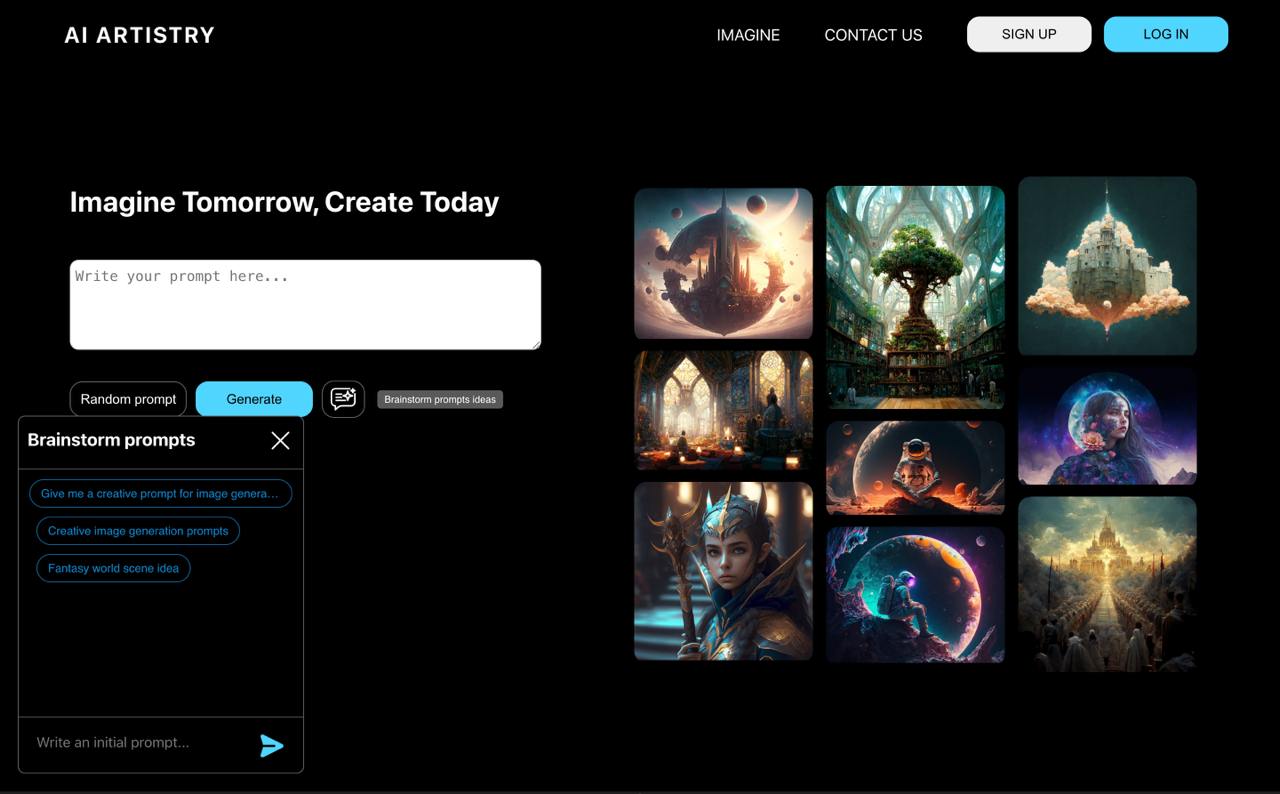 AI ARTISTRY
IMAGINE
CONTACT US
SIGN UP
LOG IN
Imagine Tomorrow, Create Today
Write your prompt here...
Random prompt
Generate
Brainstorm prompts ideas
Brainstorm prompts
Give me a creative prompt for image genera...
Creative image generation prompts
Fantasy world scene idea
Write an initial prompt...